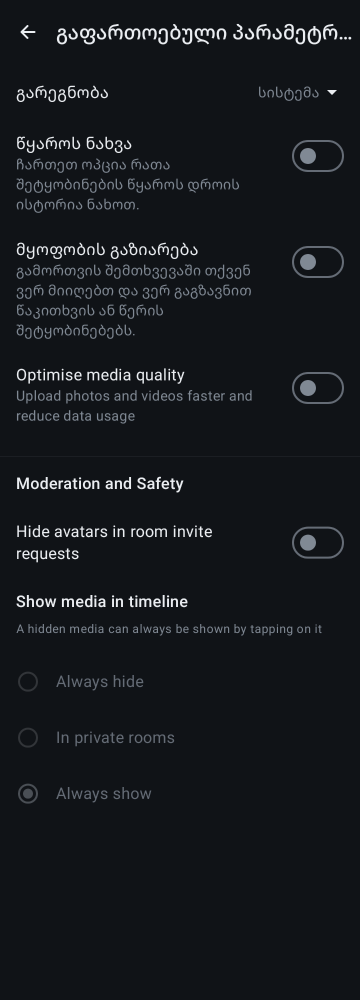 გაფართოებული პარამეტრ...
გარეგნობა
სისტემა
წყაროს ნახვა
ჩართეთ ოპცია რათა
შეტყობინების წყაროს დროის
ისტორია ნახოთ.
მყოფობის გაზიარება
გამორთვის შემთხვევაში თქვენ
ვერ მიიღებთ და ვერ გაგზავნით
წაკითხვის ან წერის
შეტყობინებებს.
Optimise media quality
Upload photos and videos faster and
reduce data usage
Moderation and Safety
Hide avatars in room invite
requests
Show media in timeline
A hidden media can always be shown by tapping on it
Always hide
In private rooms
Always show